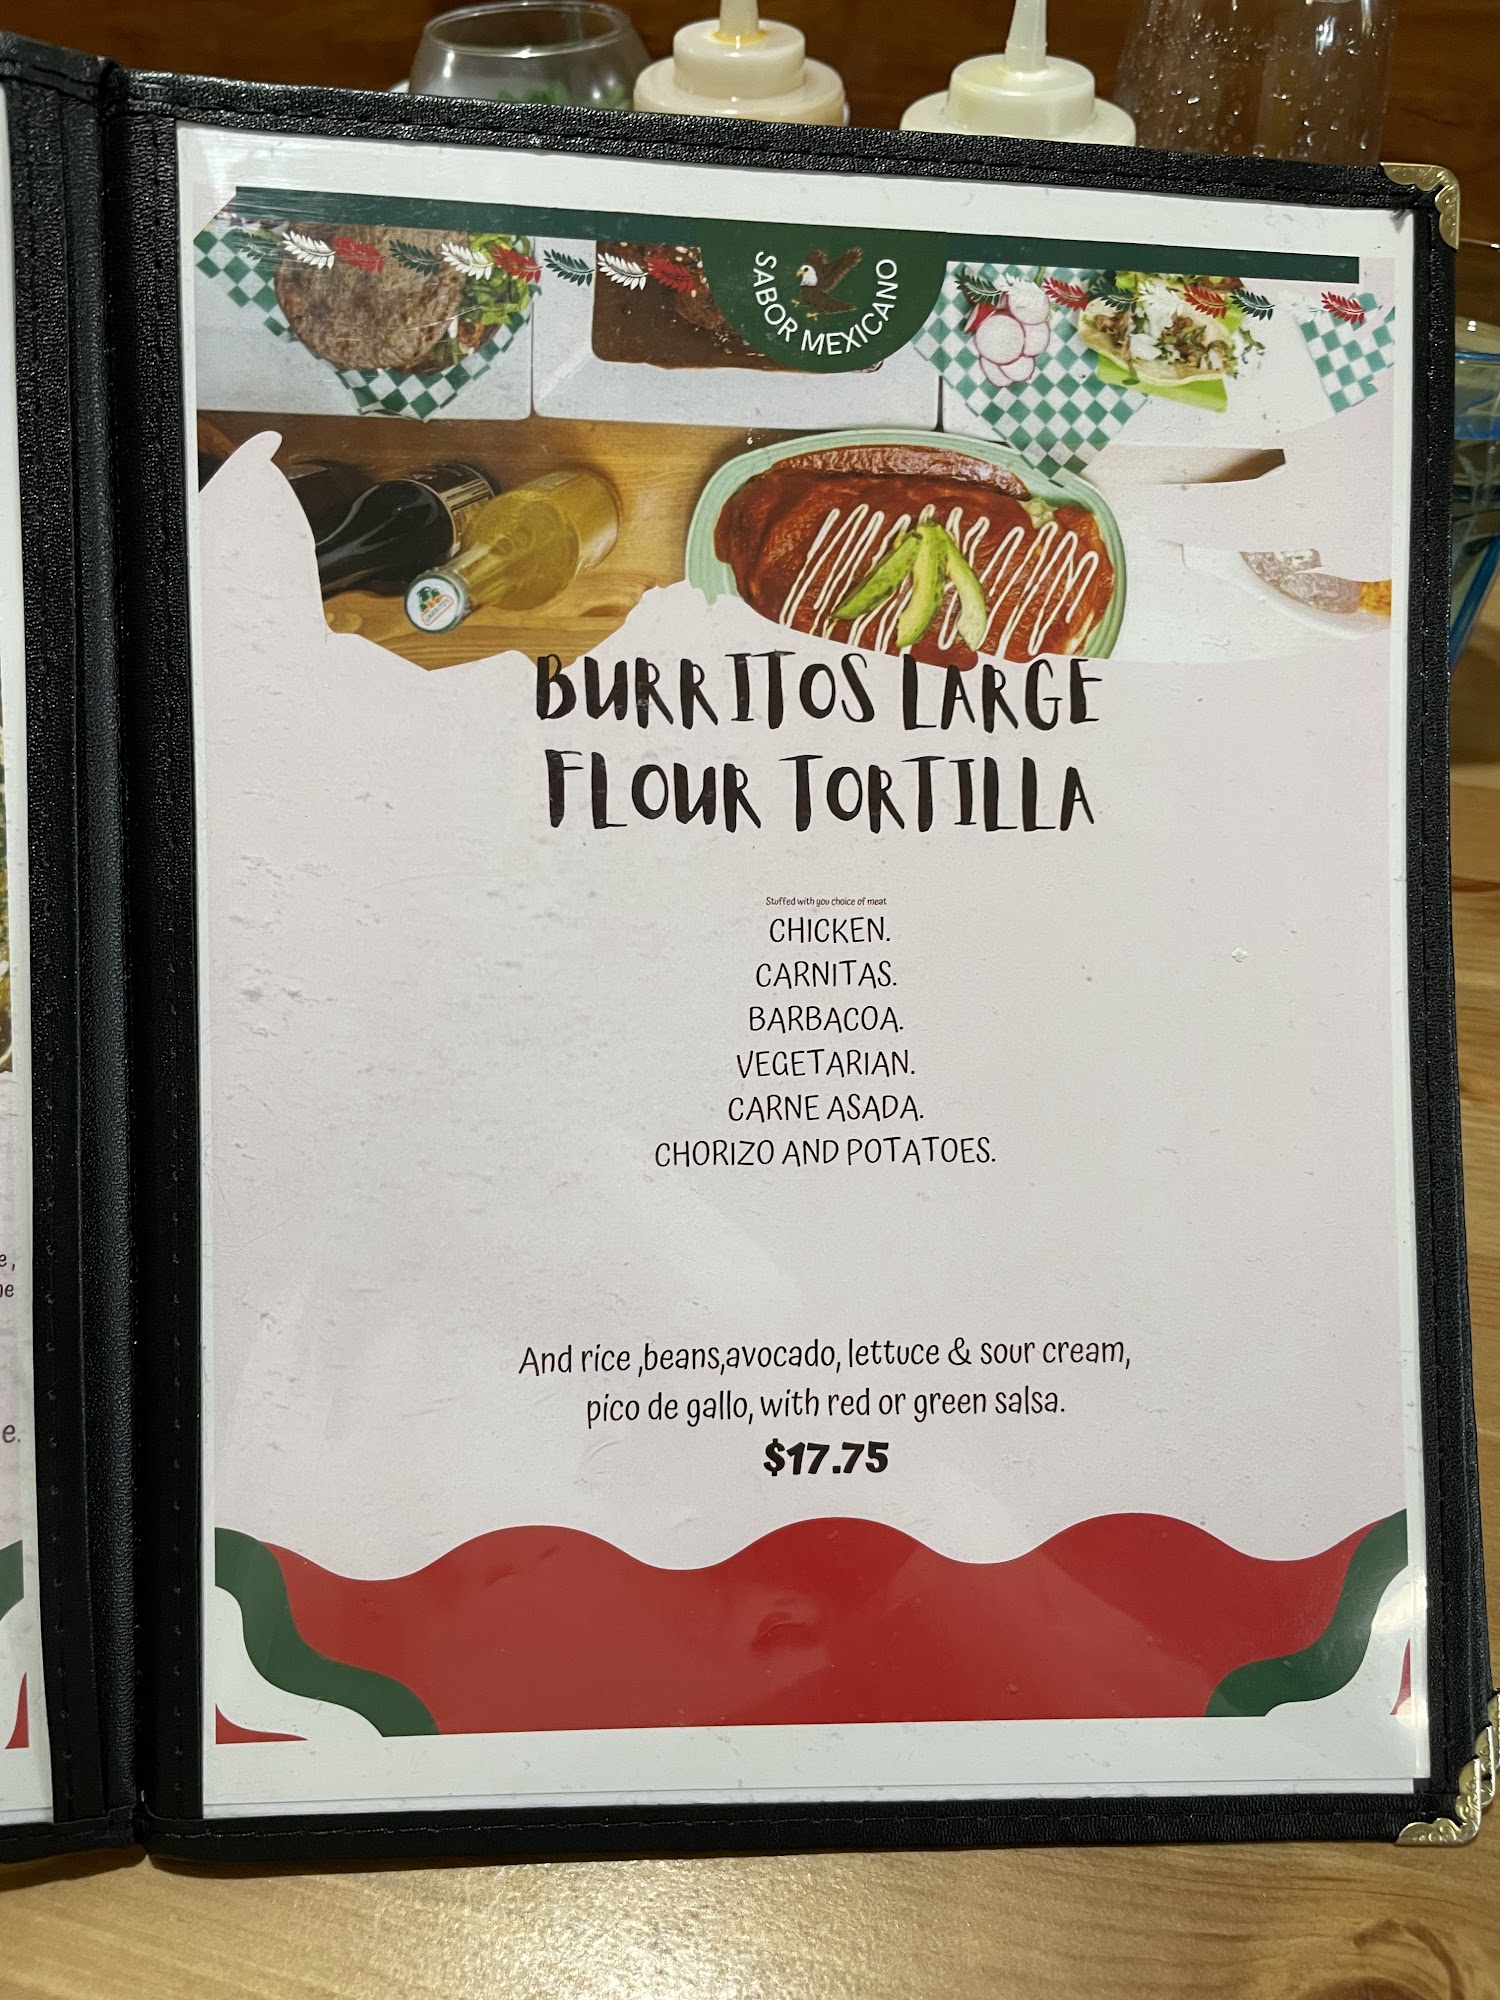 SABOR MEXICANO
BURRITOS LARGE
FLOUR TORTILLA
Stuffed with you choice of meat
CHICKEN.
CARNITAS.
BARBACOA.
VEGETARIAN.
CARNE ASADA.
CHORIZO AND POTATOES.
And rice ,beans,avocado, lettuce & sour cream,
pico de gallo, with red or green salsa.
$17.75